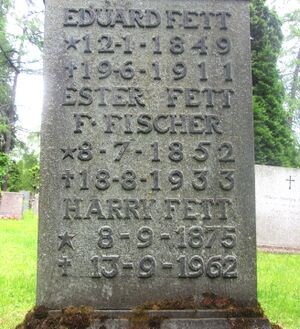 EDUARD FETT
★12-1-1849
†19-6-1911
ESTER FETT
F. FISCHER
★8-7-1852
†18-8-1933
HARRY FETT
★ 8-9-1875
† 13-9-1962